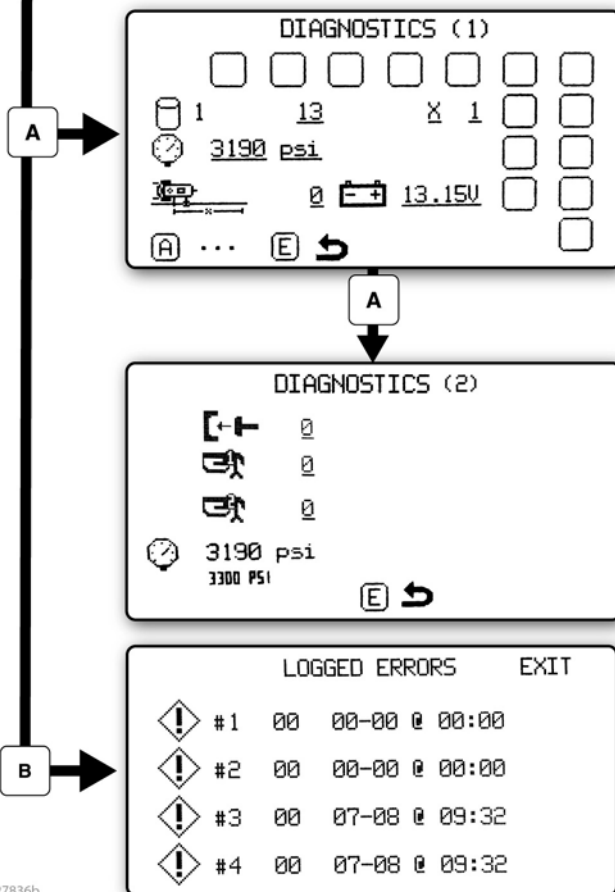 DIAGNOSTICS (1)
1 13 X 1
A
3190 psi
- + x
0 13.15V
A ... E
A
DIAGNOSTICS (2)
0
0
0
3190 psi
3300 PSI
E
LOGGED ERRORS EXIT
! #1 00 00-00 @ 00:00
! #2 00 00-00 @ 00:00
B
! #3 00 07-08 @ 09:32
! #4 00 07-08 @ 09:32